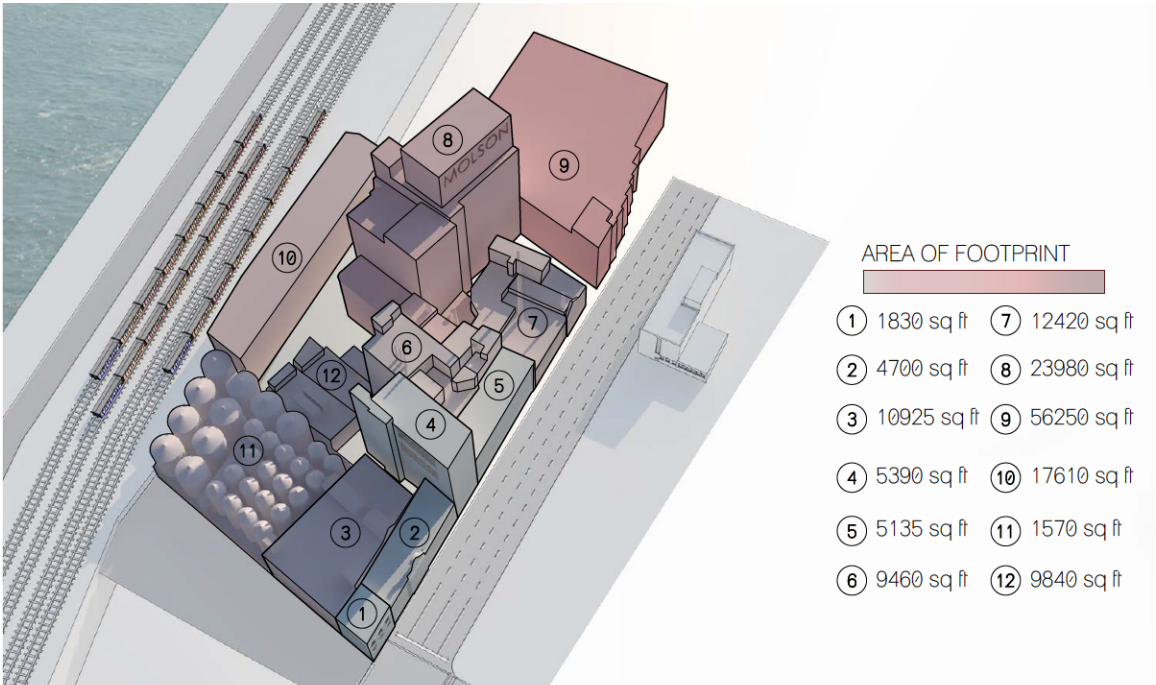 8
MOLSON
9
10
7
6
12
5
4
11
3
2
1
AREA OF FOOTPRINT
1 1830 sq ft 7 12420 sq ft
2 4700 sq ft 8 23980 sq ft
3 10925 sq ft 9 56250 sq ft
4 5390 sq ft 10 17610 sq ft
5 5135 sq ft 11 1570 sq ft
6 9460 sq ft 12 9840 sq ft